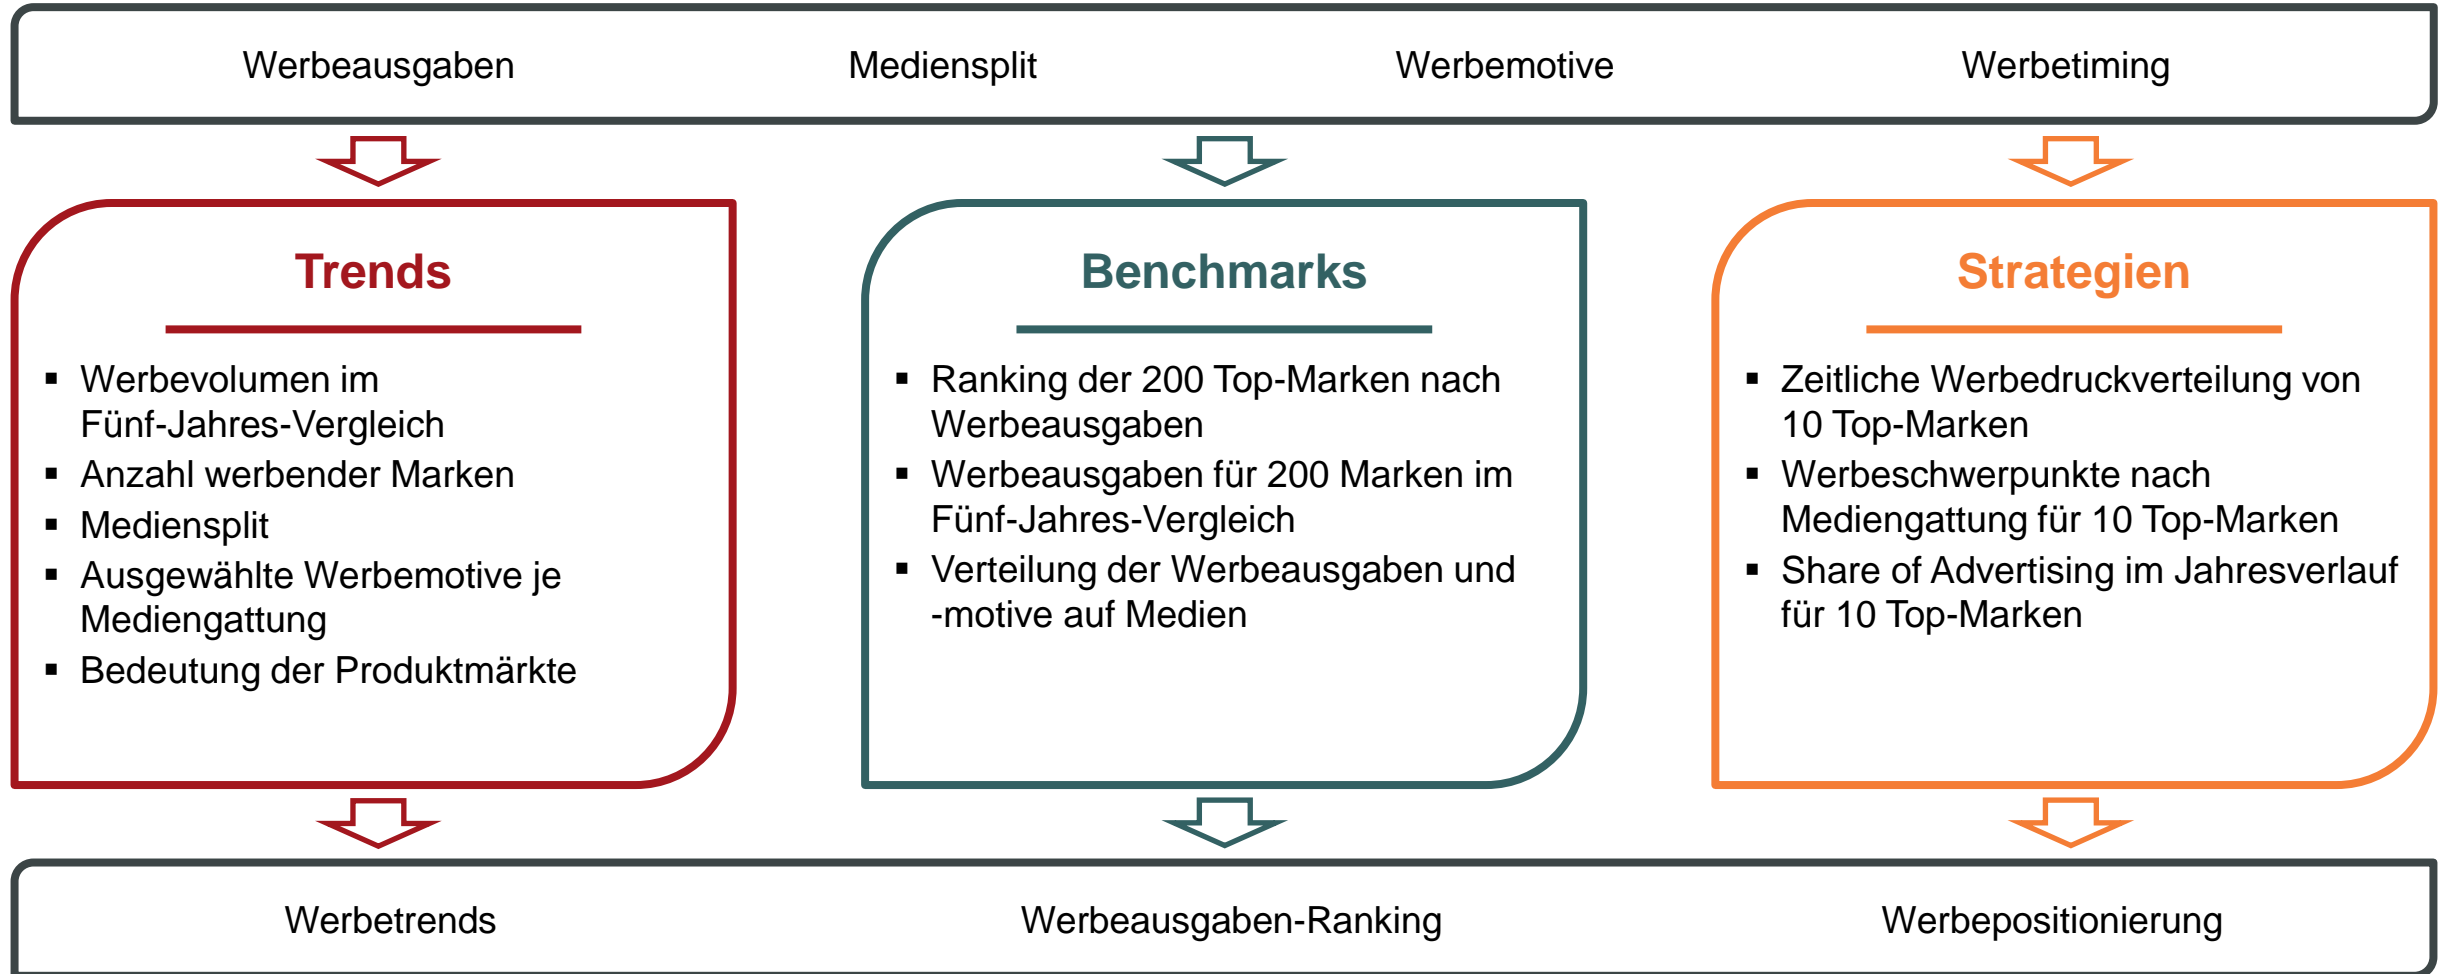 Werbeausgaben Mediensplit Werbemotive Werbetiming
Trends
▪ Werbevolumen im
Fünf-Jahres-Vergleich
▪ Anzahl werbender Marken
▪ Mediensplit
▪ Ausgewählte Werbemotive je
Mediengattung
▪ Bedeutung der Produktmärkte
Benchmarks
▪ Ranking der 200 Top-Marken nach
Werbeausgaben
▪ Werbeausgaben für 200 Marken im
Fünf-Jahres-Vergleich
▪ Verteilung der Werbeausgaben und
-motive auf Medien
Strategien
▪ Zeitliche Werbedruckverteilung von
10 Top-Marken
▪ Werbeschwerpunkte nach
Mediengattung für 10 Top-Marken
▪ Share of Advertising im Jahresverlauf
für 10 Top-Marken
Werbetrends Werbeausgaben-Ranking Werbepositionierung